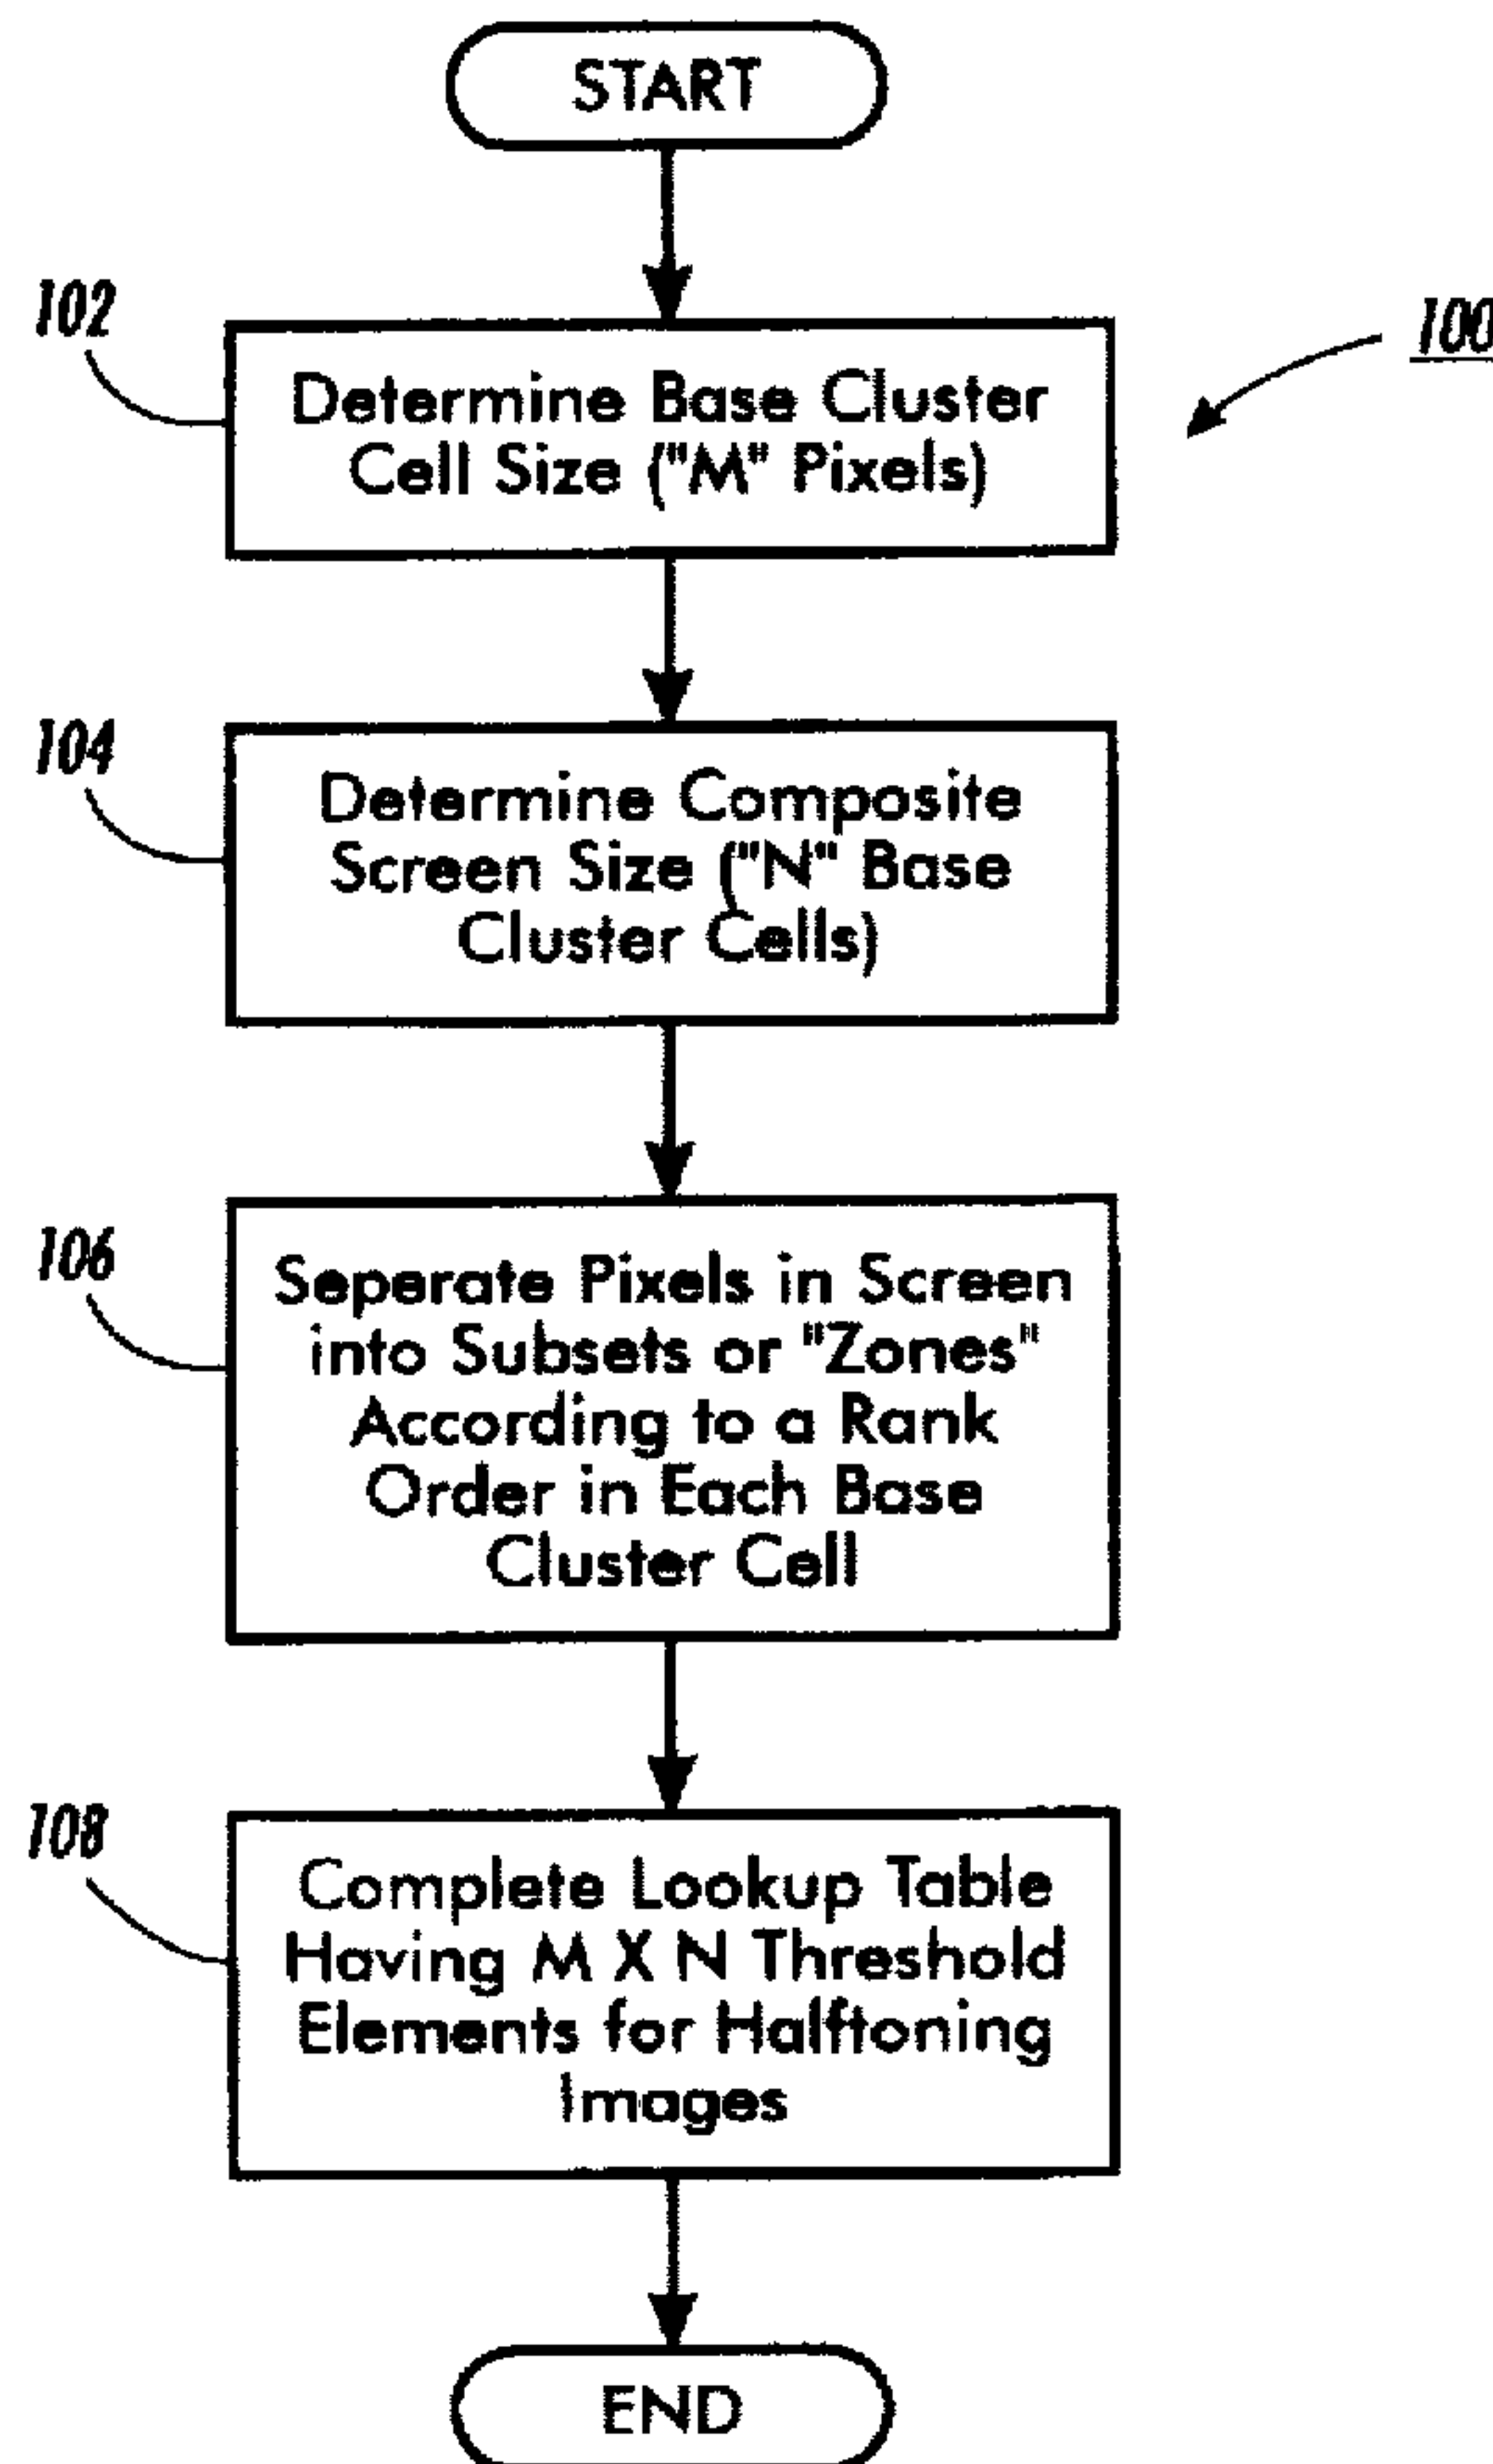 START
102
100
Determine Base Cluster
Cell Size ("M" Pixels)
104
Determine Composite
Screen Size ("N" Base
Cluster Cells)
106
Seperate Pixels in Screen
into Subsets or "Zones"
According to a Rank
Order in Each Base
Cluster Cell
108
Complete Lookup Table
Having M X N Threshold
Elements for Halftoning
Images
END